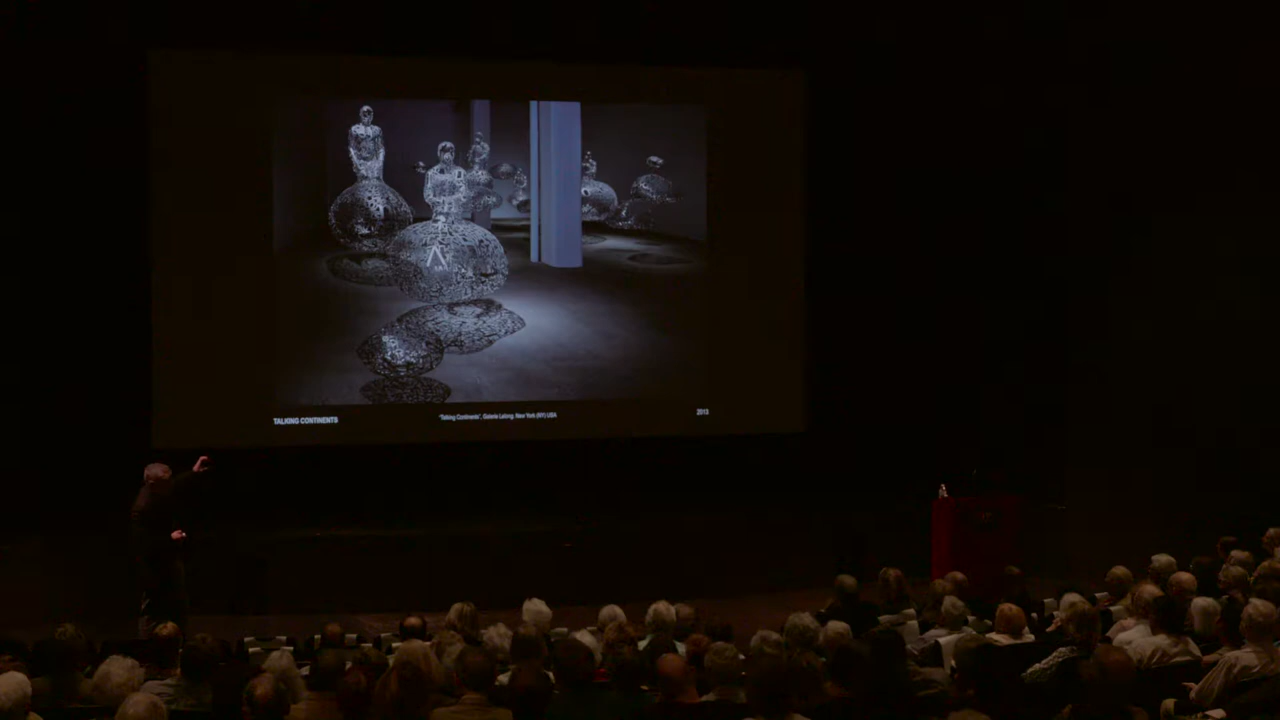 TALKING CONTINENTS
"Talking Continents", Galerie Lelong, New York (NY) USA
2013